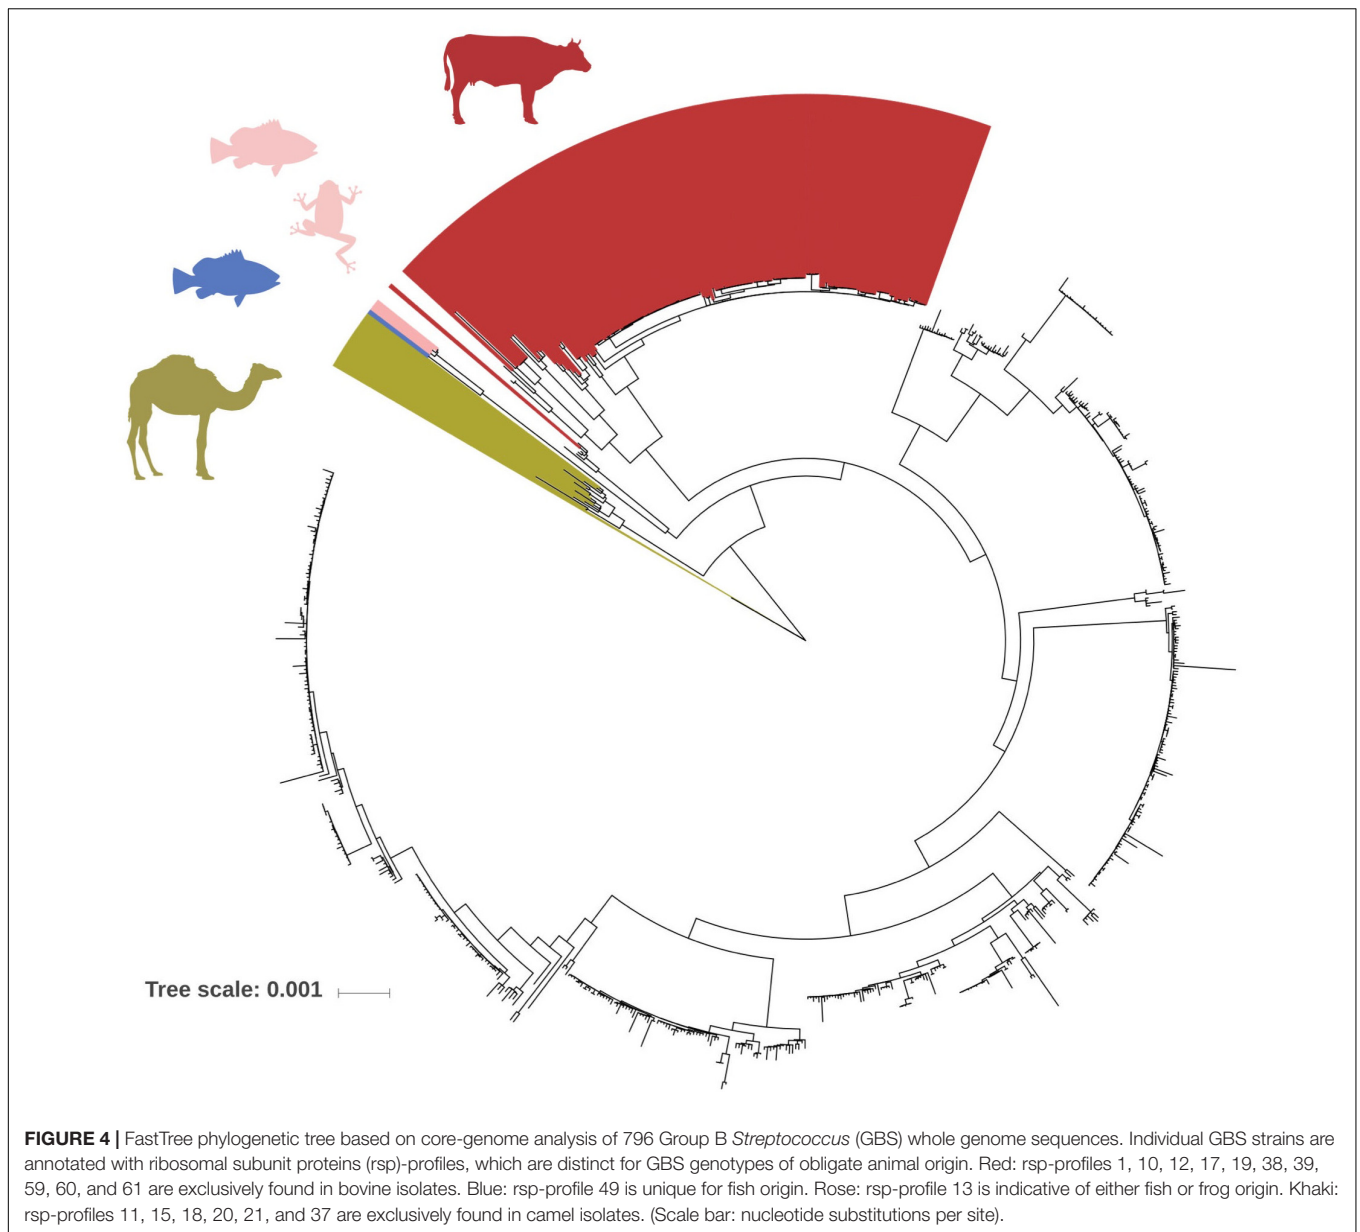 Tree scale: 0.001
FIGURE 4 | FastTree phylogenetic tree based on core-genome analysis of 796 Group B Streptococcus (GBS) whole genome sequences. Individual GBS strains are
annotated with ribosomal subunit proteins (rsp)-profiles, which are distinct for GBS genotypes of obligate animal origin. Red: rsp-profiles 1, 10, 12, 17, 19, 38, 39,
59, 60, and 61 are exclusively found in bovine isolates. Blue: rsp-profile 49 is unique for fish origin. Rose: rsp-profile 13 is indicative of either fish or frog origin. Khaki:
rsp-profiles 11, 15, 18, 20, 21, and 37 are exclusively found in camel isolates. (Scale bar: nucleotide substitutions per site).